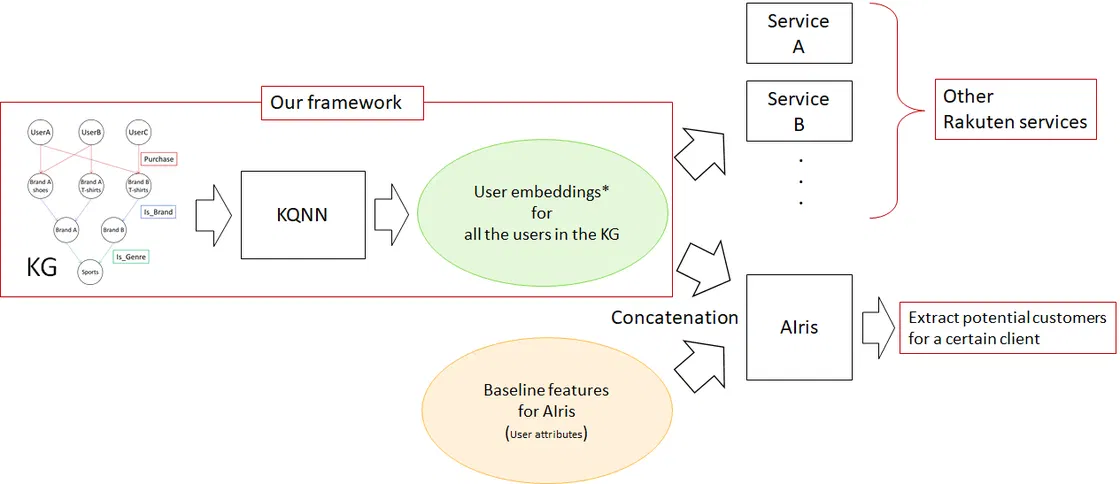 Our framework
UserA
UserB
UserC
Purchase
Brand A
shoes
Brand A
T-shirts
Brand B
T-shirts
Is_Brand
Brand A
Brand B
Is_Genre
Sports
KG
KQNN
User embeddings*
for
all the users in the KG
Service
A
Service
B
.
.
.
Other
Rakuten services
Concatenation
AIris
Extract potential customers
for a certain client
Baseline features
for AIris
(User attributes)